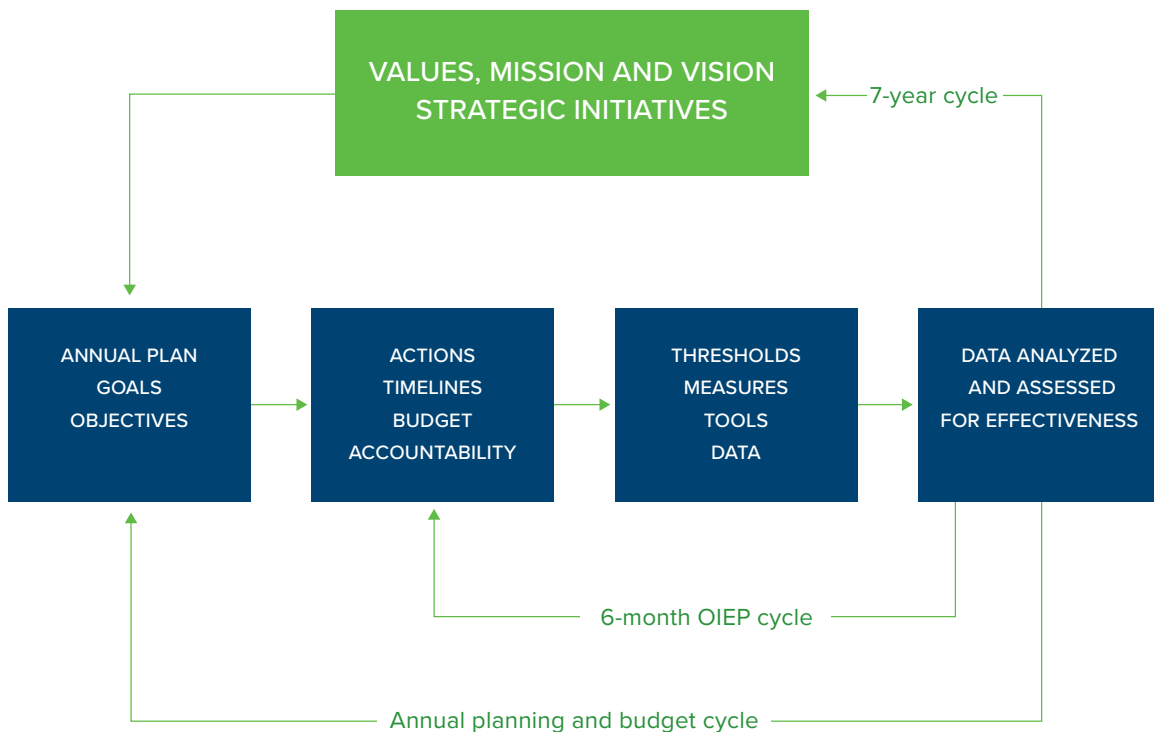 VALUES, MISSION AND VISION
STRATEGIC INITIATIVES
7-year cycle
ANNUAL PLAN
GOALS
OBJECTIVES
ACTIONS
TIMELINES
BUDGET
ACCOUNTABILITY
THRESHOLDS
MEASURES
TOOLS
DATA
DATA ANALYZED
AND ASSESSED
FOR EFFECTIVENESS
6-month OIEP cycle
Annual planning and budget cycle